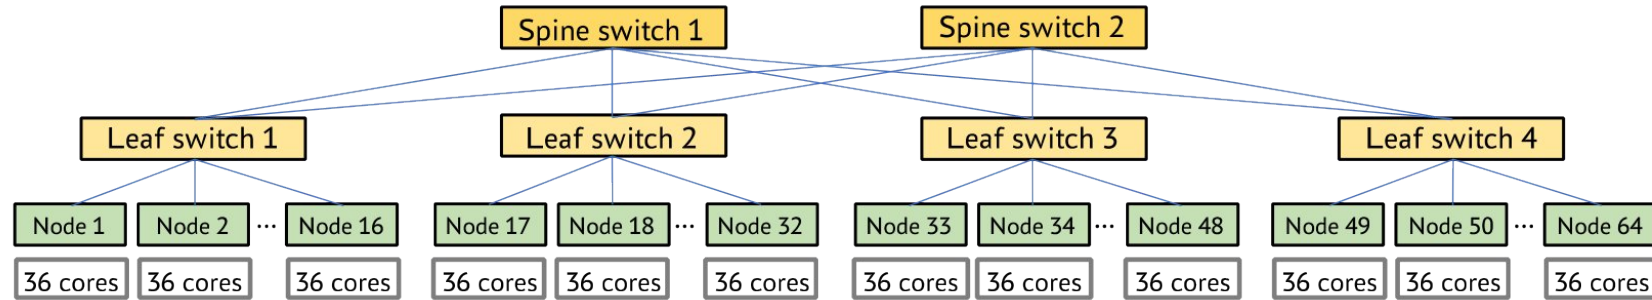 Spine switch 1
Spine switch 2
Leaf switch 1
Leaf switch 2
Leaf switch 3
Leaf switch 4
Node 1
Node 2
...
Node 16
Node 17
Node 18
...
Node 32
Node 33
Node 34
...
Node 48
Node 49
Node 50
...
Node 64
36 cores
36 cores
36 cores
36 cores
36 cores
36 cores
36 cores
36 cores
36 cores
36 cores
36 cores
36 cores